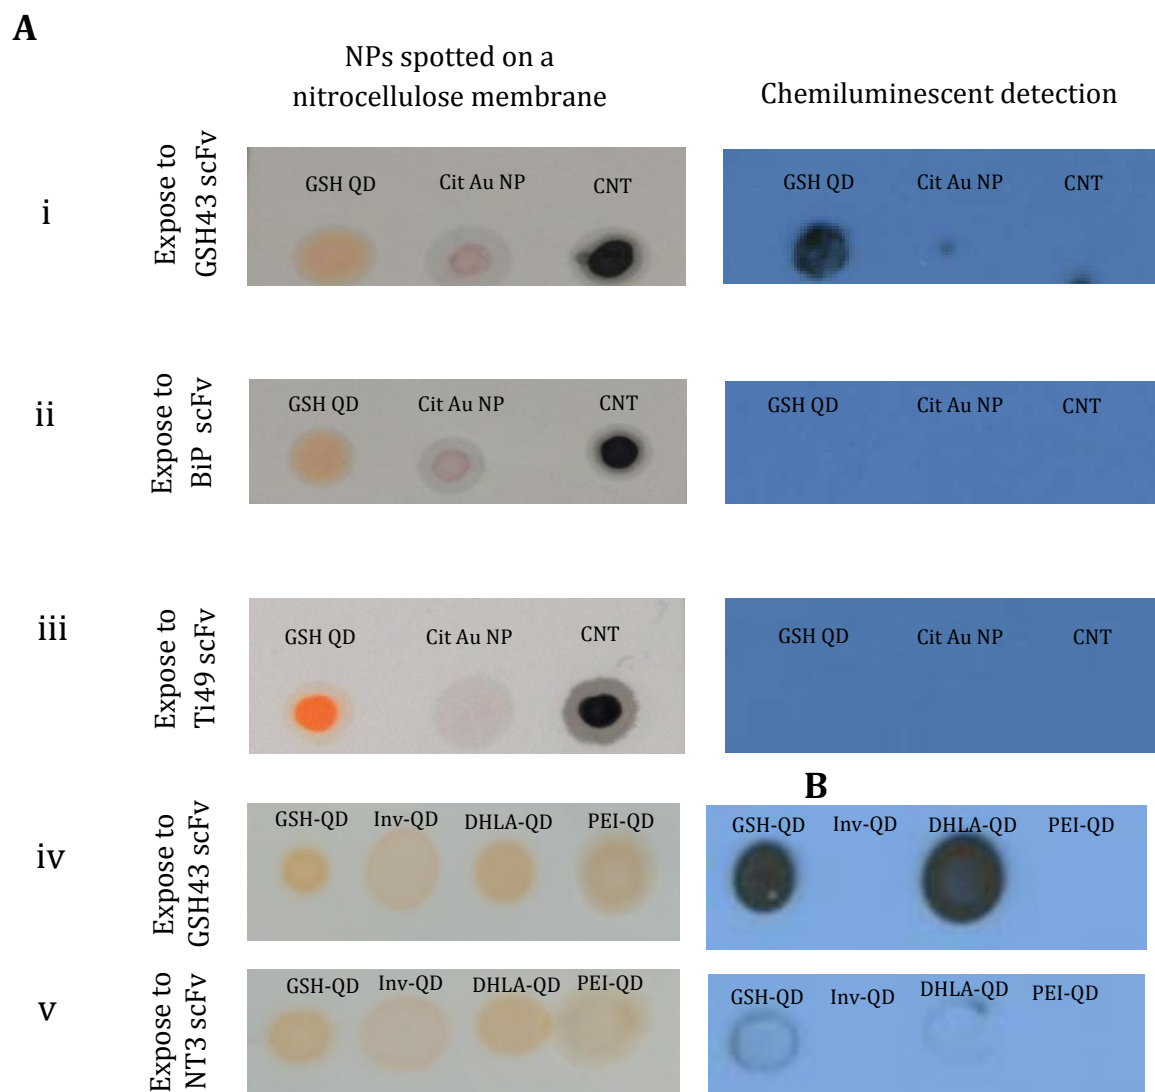 A
NPs spotted on a
nitrocellulose membrane
Chemiluminescent detection
i
Expose to
GSH43 scFv
GSH QD
Cit Au NP
CNT
GSH QD
Cit Au NP
CNT
ii
Expose to
BiP scFv
GSH QD
Cit Au NP
CNT
GSH QD
Cit Au NP
CNT
iii
Expose to
Ti49 scFv
GSH QD
Cit Au NP
CNT
GSH QD
Cit Au NP
CNT
B
iv
Expose to
GSH43 scFv
GSH-QD
Inv-QD
DHLA-QD
PEI-QD
GSH-QD
Inv-QD
DHLA-QD
PEI-QD
v
Expose to
NT3 scFv
GSH-QD
Inv-QD
DHLA-QD
PEI-QD
GSH-QD
Inv-QD
DHLA-QD
PEI-QD